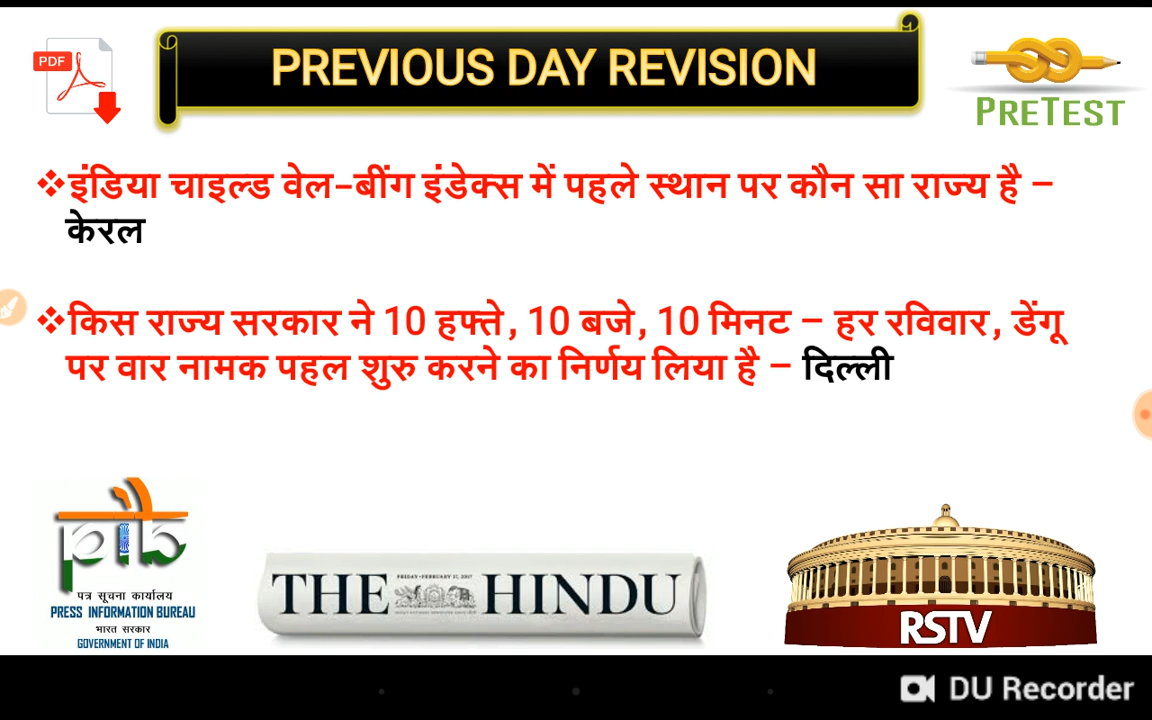 PDF
PREVIOUS DAY REVISION
PRETEST
❖इंडिया चाइल्ड वेल–बींग इंडेक्स में पहले स्थान पर कौन सा राज्य है –
केरल
❖किस राज्य सरकार ने 10 हफ्ते, 10 बजे, 10 मिनट – हर रविवार, डेंगू
पर वार नामक पहल शुरु करने का निर्णय लिया है – दिल्ली
pib
पत्र सूचना कार्यालय
PRESS INFORMATION BUREAU
भारत सरकार
GOVERNMENT OF INDIA
THE HINDU
RSTV
DU Recorder